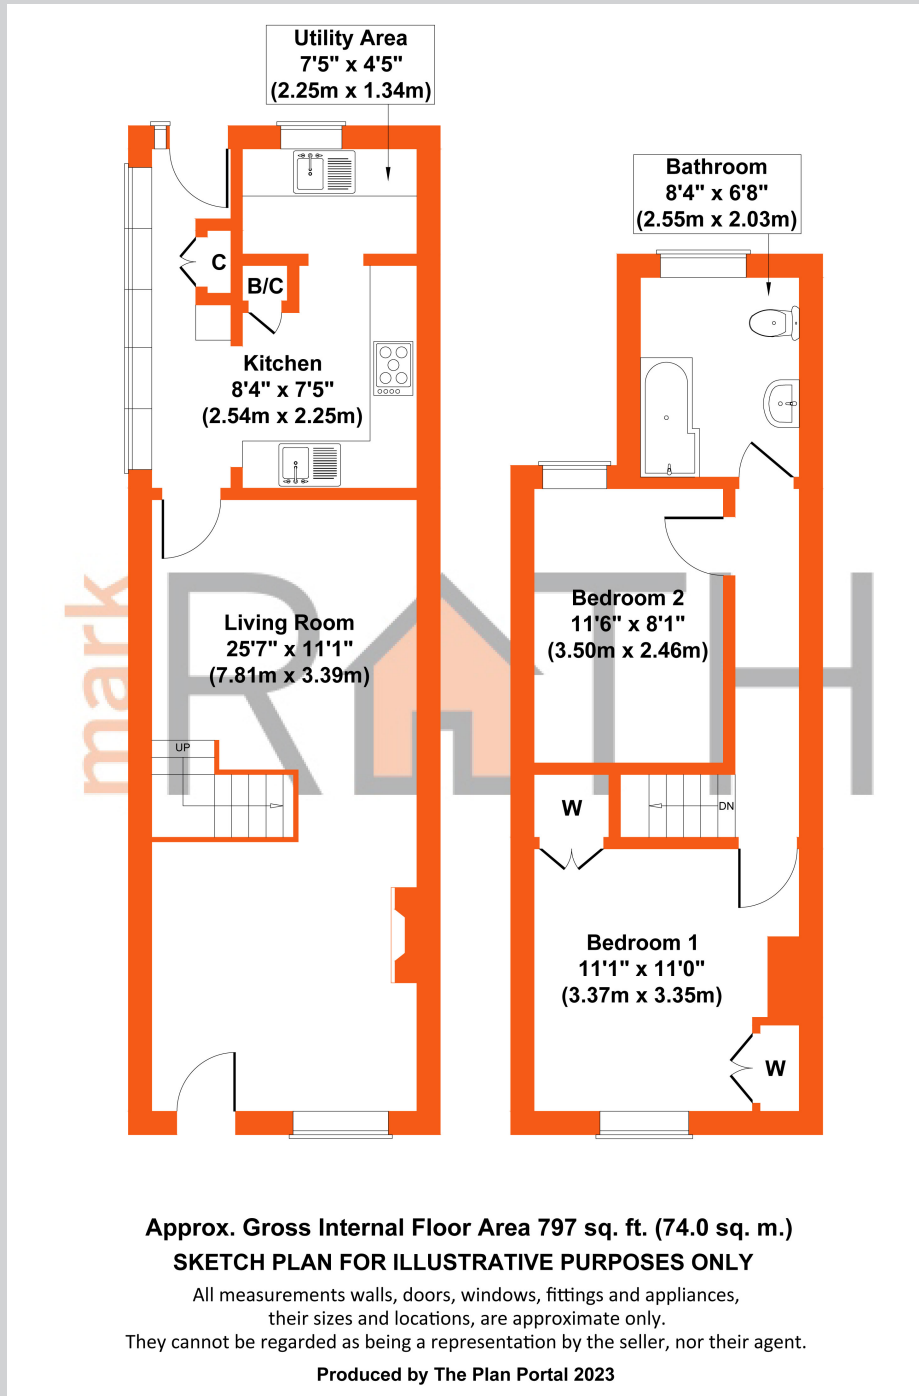 Utility Area
7'5" x 4'5"
(2.25m x 1.34m)
Bathroom
8'4" x 6'8"
(2.55m x 2.03m)
C
B/C
Kitchen
8'4" x 7'5"
(2.54m x 2.25m)
mark
RATH
Living Room
25'7" x 11'1"
(7.81m x 3.39m)
Bedroom 2
11'6" x 8'1"
(3.50m x 2.46m)
UP
W
DN
Bedroom 1
11'1" x 11'0"
(3.37m x 3.35m)
W
Approx. Gross Internal Floor Area 797 sq. ft. (74.0 sq. m.)
SKETCH PLAN FOR ILLUSTRATIVE PURPOSES ONLY
All measurements walls, doors, windows, fittings and appliances,
their sizes and locations, are approximate only.
They cannot be regarded as being a representation by the seller, nor their agent.
Produced by The Plan Portal 2023